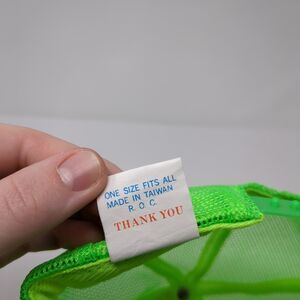 ONE SIZE FITS ALL
MADE IN TAIWAN
R. O. C.
THANK YOU